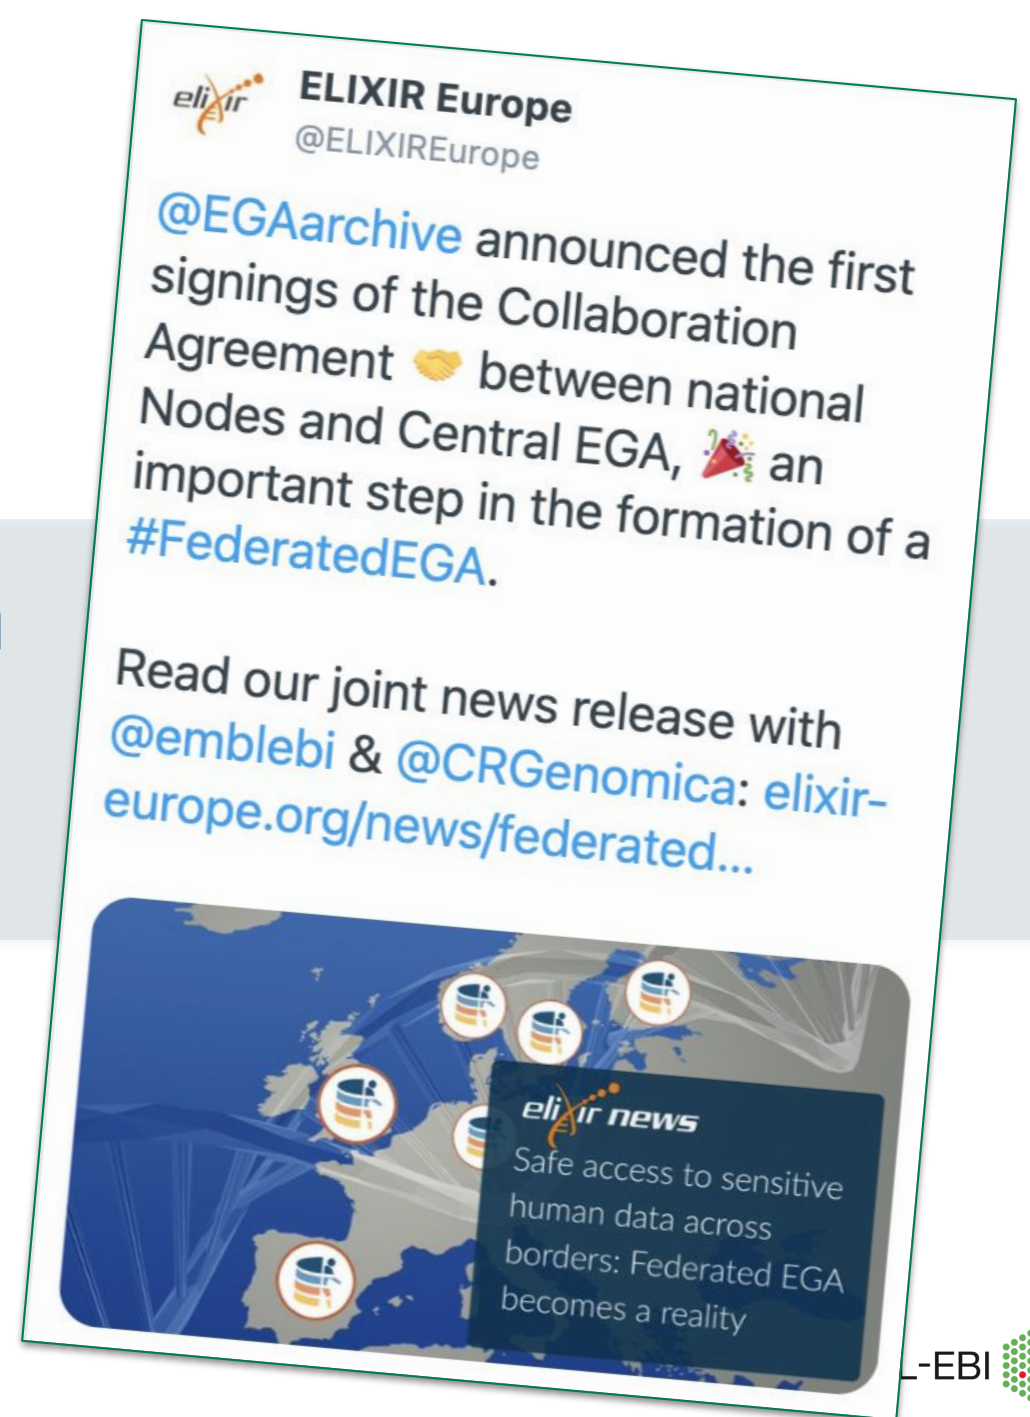 elixir
ELIXIR Europe
@ELIXIREurope
@EGAarchive announced the first
signings of the Collaboration
Agreement 🤝 between national
Nodes and Central EGA, 🎉 an
important step in the formation of a
#FederatedEGA.
Read our joint news release with
@emblebi & @CRGenomica: elixir-
europe.org/news/federated...
elixir news
Safe access to sensitive
human data across
borders: Federated EGA
becomes a reality
L-EBI